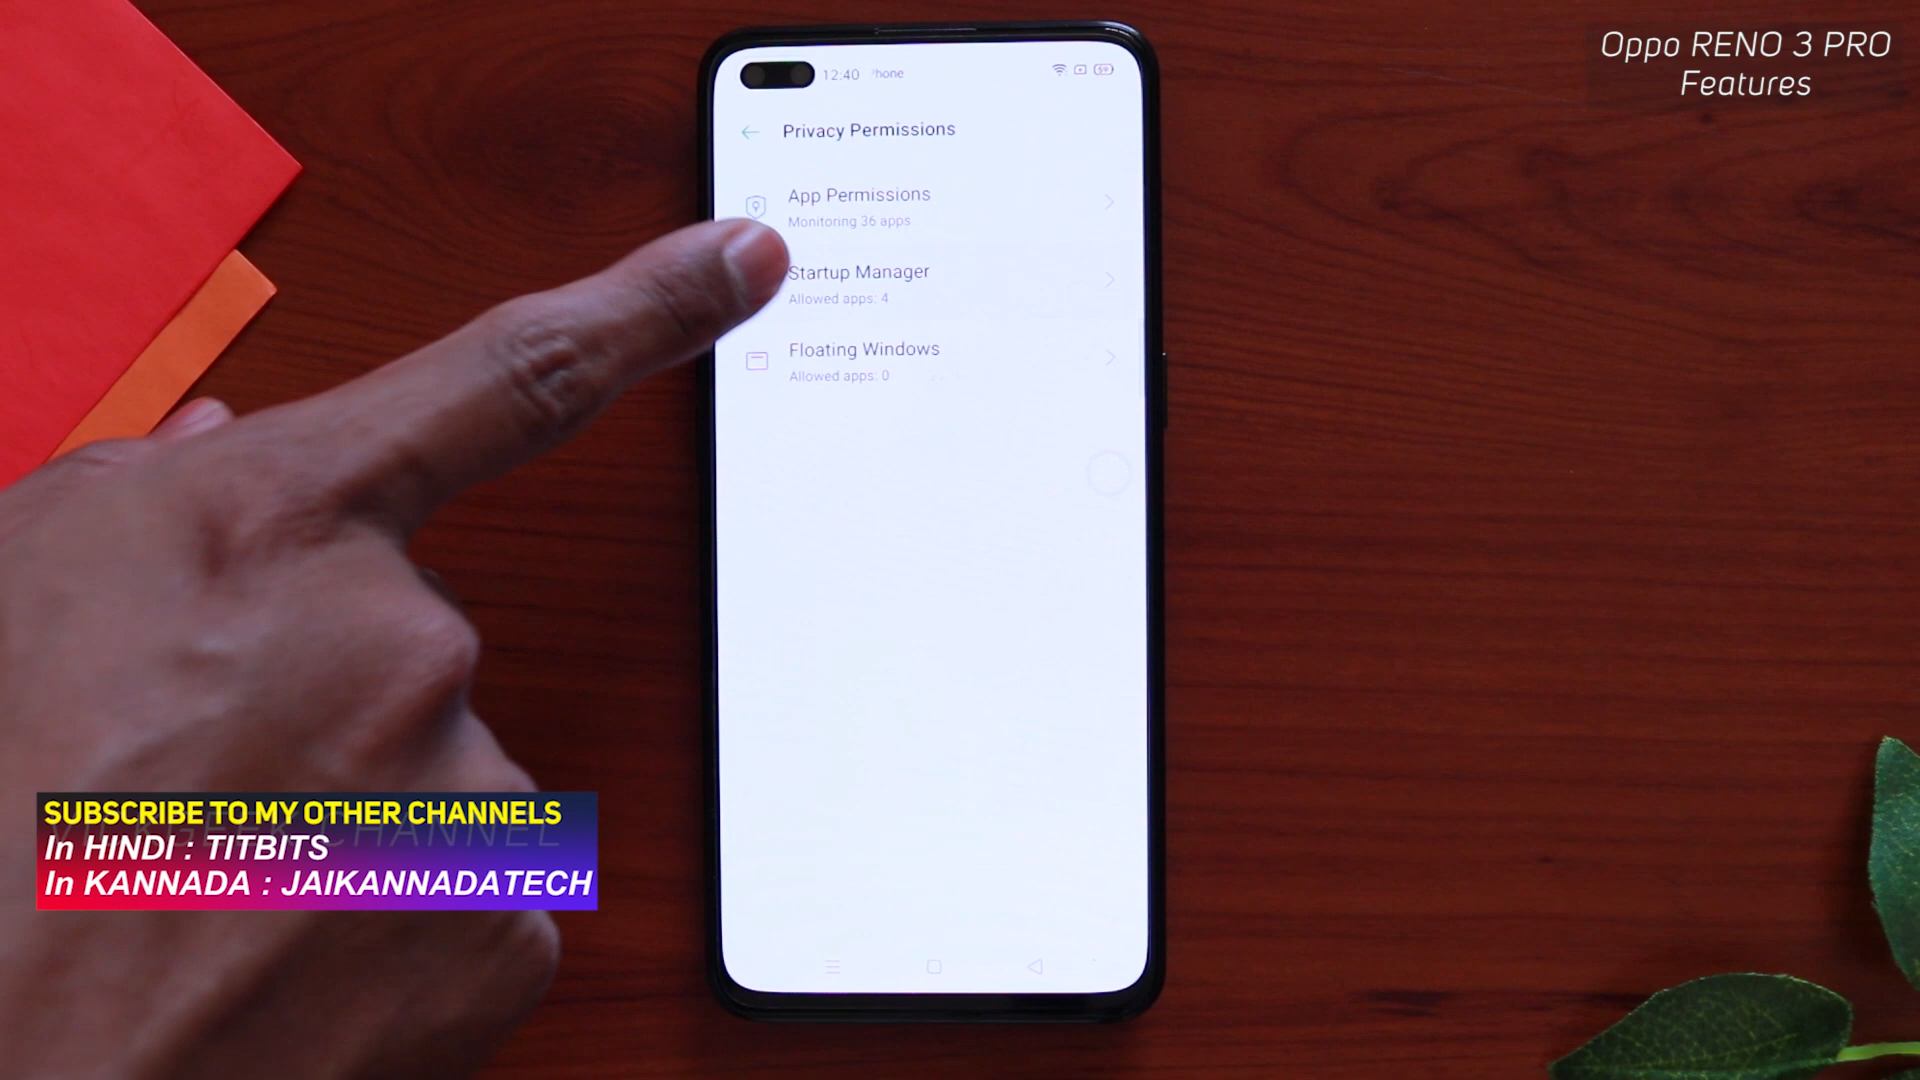 Oppo RENO 3 PRO
Features
12:40
Privacy Permissions
App Permissions
Monitoring 36 apps
Startup Manager
Allowed apps: 4
Floating Windows
Allowed apps: 0
SUBSCRIBE TO MY OTHER CHANNELS
In HINDI : TITBITS
In KANNADA : JAIKANNADATECH